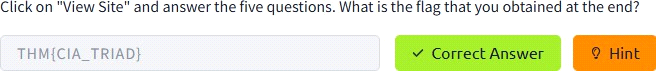 Click on "View Site" and answer the five questions. What is the flag that you obtained at the end?
THM{CIA_TRIAD}
Correct Answer
Hint